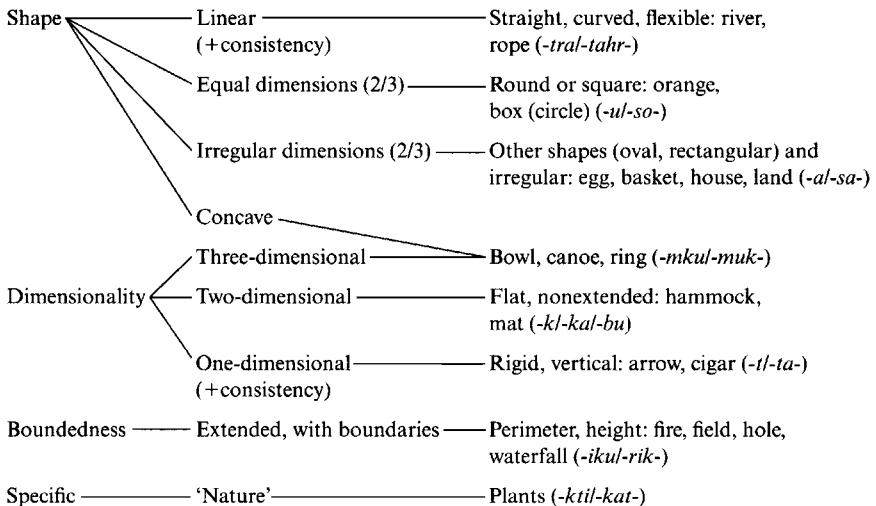 Shape Linear Straight, curved, flexible: river,
(+consistency) rope (-tra/-tahr-)
Equal dimensions (2/3) Round or square: orange,
box (circle) (-u/-so-)
Irregular dimensions (2/3) Other shapes (oval, rectangular) and
irregular: egg, basket, house, land (-a/-sa-)
Concave
Three-dimensional Bowl, canoe, ring (-mku/-muk-)
Dimensionality Two-dimensional Flat, nonextended: hammock,
mat (-k/-ka/-bu)
One-dimensional Rigid, vertical: arrow, cigar (-t/-ta-)
(+consistency)
Boundedness Extended, with boundaries Perimeter, height: fire, field, hole,
waterfall (-iku/-rik-)
Specific 'Nature' Plants (-kti/-kat-)